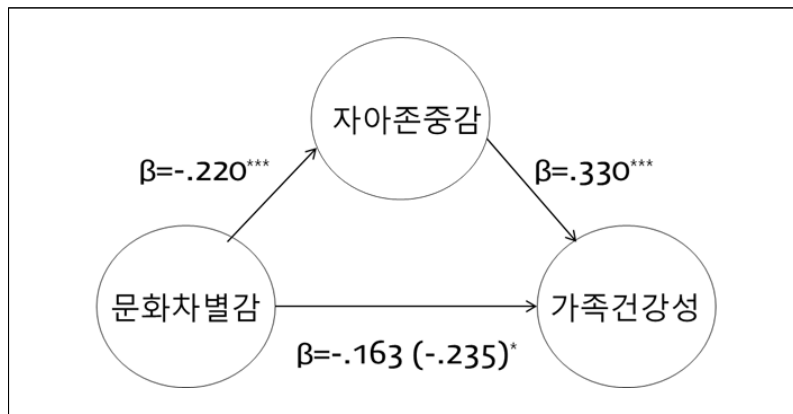 자아존중감
β=-.220***
β=.330***
문화차별감
가족건강성
β=-.163 (-.235)*